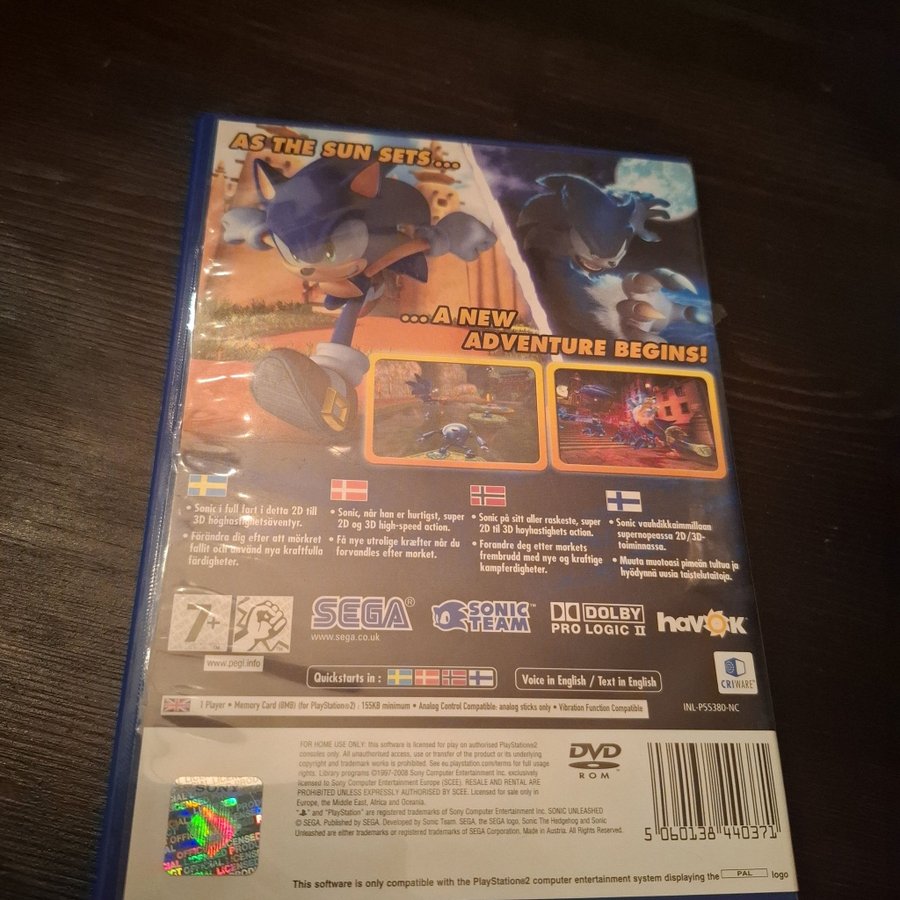 AS THE SUN SETS...
...A NEW
ADVENTURE BEGINS!
• Sonic i full fart i detta 2D till
3D höghastighetsäventyr.
• Förändra dig efter att mörkret
fallit och använd nya kraftfulla
färdigheter.
• Sonic, når han er hurtigst, super
2D og 3D high-speed action.
• Få nye utrolige kræfter når du
forvandles efter mørket.
• Sonic på sitt aller raskeste, super
2D til 3D høyhastighets action.
• Forandre deg etter mørkets
frembrudd med nye og kraftige
kampferdigheter.
• Sonic vauhdikkaimmillaan
supernopeassa 2D/3D-
toiminnassa.
• Muuta muotoasi pimeän tultua ja
hyödynnä uusia taistelutaitoja.
7+
www.pegi.info
SEGA®
www.sega.co.uk
SONIC
TEAM™
DOLBY
PRO LOGIC II
havok
CRIWARE
Quickstarts in :
Voice in English / Text in English
INL-PS5380-NC
1 Player • Memory Card (8MB) (for PlayStation®2) : 155KB minimum • Analog Control Compatible: analog sticks only • Vibration Function Compatible
FOR HOME USE ONLY: this software is licensed for play on authorised PlayStation®2
consoles only. All unauthorised access, use or transfer of the product or its underlying
copyright and trademark works is prohibited. See eu.playstation.com/terms for full usage
rights. Library programs ©1997-2008 Sony Computer Entertainment Inc. exclusively
licensed to Sony Computer Entertainment Europe (SCEE). RESALE AND RENTAL ARE
PROHIBITED UNLESS EXPRESSLY AUTHORISED BY SCEE. Licensed for sale only in
Europe, the Middle East, Africa and Oceania.
" " and "PlayStation" are registered trademarks of Sony Computer Entertainment Inc. SONIC UNLEASHED
© SEGA. Published by SEGA. Developed by Sonic Team. SEGA, the SEGA logo, Sonic The Hedgehog and Sonic
Unleashed are either trademarks or registered trademarks of SEGA Corporation. Made in Austria. All Rights Reserved.
DVD
ROM
5 060138 440371
SONY
This software is only compatible with the PlayStation®2 computer entertainment system displaying the PAL logo